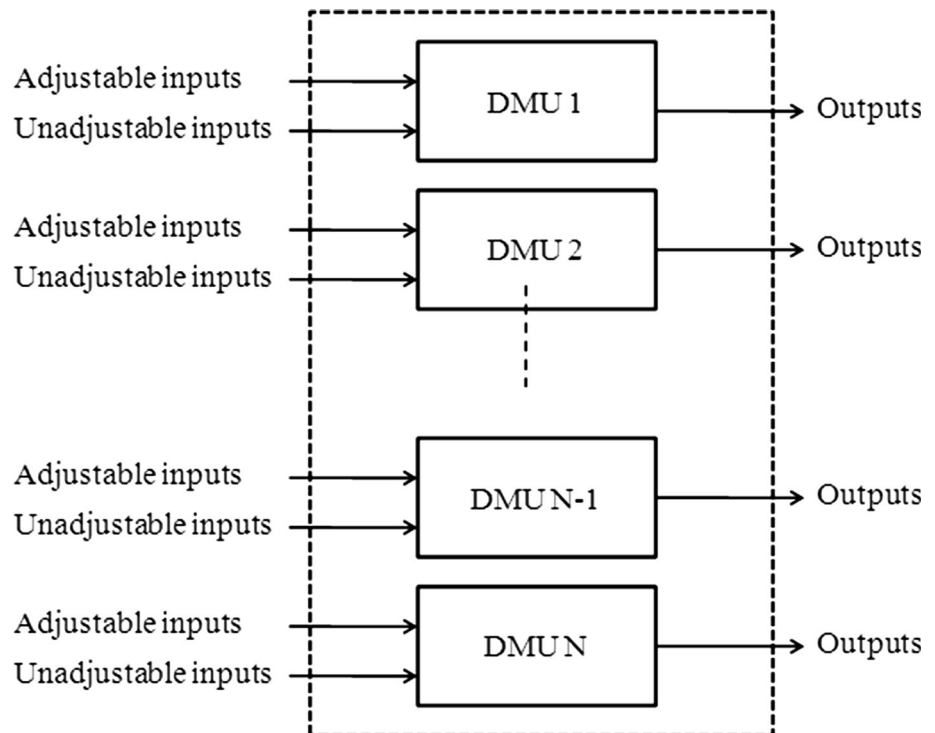 Adjustable inputs
Unadjustable inputs
DMU 1
Outputs
Adjustable inputs
Unadjustable inputs
DMU 2
Outputs
Adjustable inputs
Unadjustable inputs
DMU N-1
Outputs
Adjustable inputs
Unadjustable inputs
DMU N
Outputs